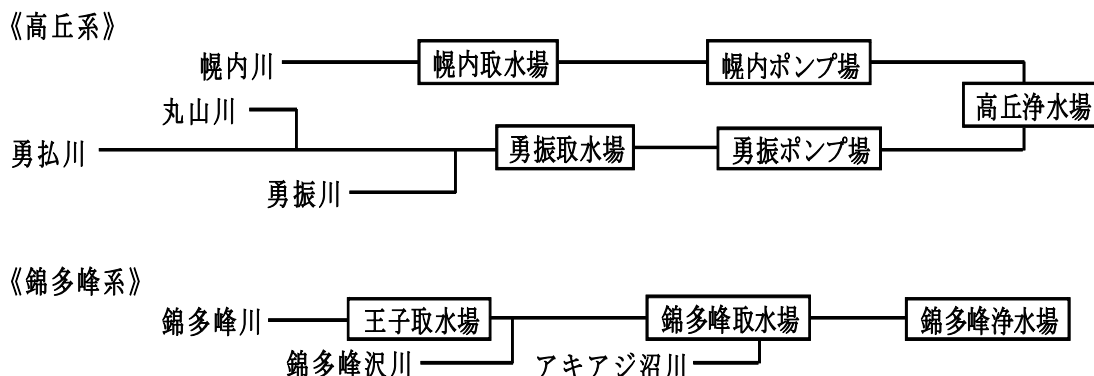 《高丘系》
幌内川 幌内取水場 幌内ポンプ場
高丘浄水場
丸山川
勇払川 勇振取水場 勇振ポンプ場
勇振川
《錦多峰系》
錦多峰川 王子取水場 錦多峰取水場 錦多峰浄水場
錦多峰沢川 アキアジ沼川